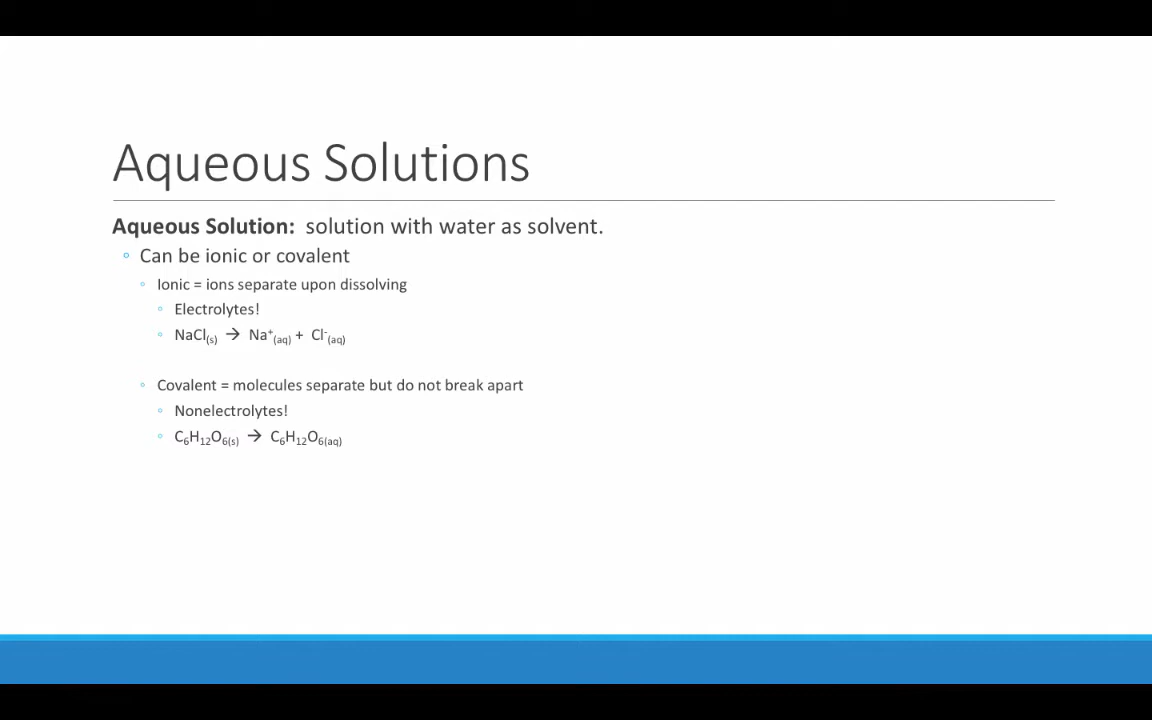 Aqueous Solutions
Aqueous Solution: solution with water as solvent.
◦ Can be ionic or covalent
◦ Ionic = ions separate upon dissolving
◦ Electrolytes!
◦ NaCl(s) → Na⁺(aq) + Cl⁻(aq)
◦ Covalent = molecules separate but do not break apart
◦ Nonelectrolytes!
◦ C₆H₁₂O₆(s) → C₆H₁₂O₆(aq)